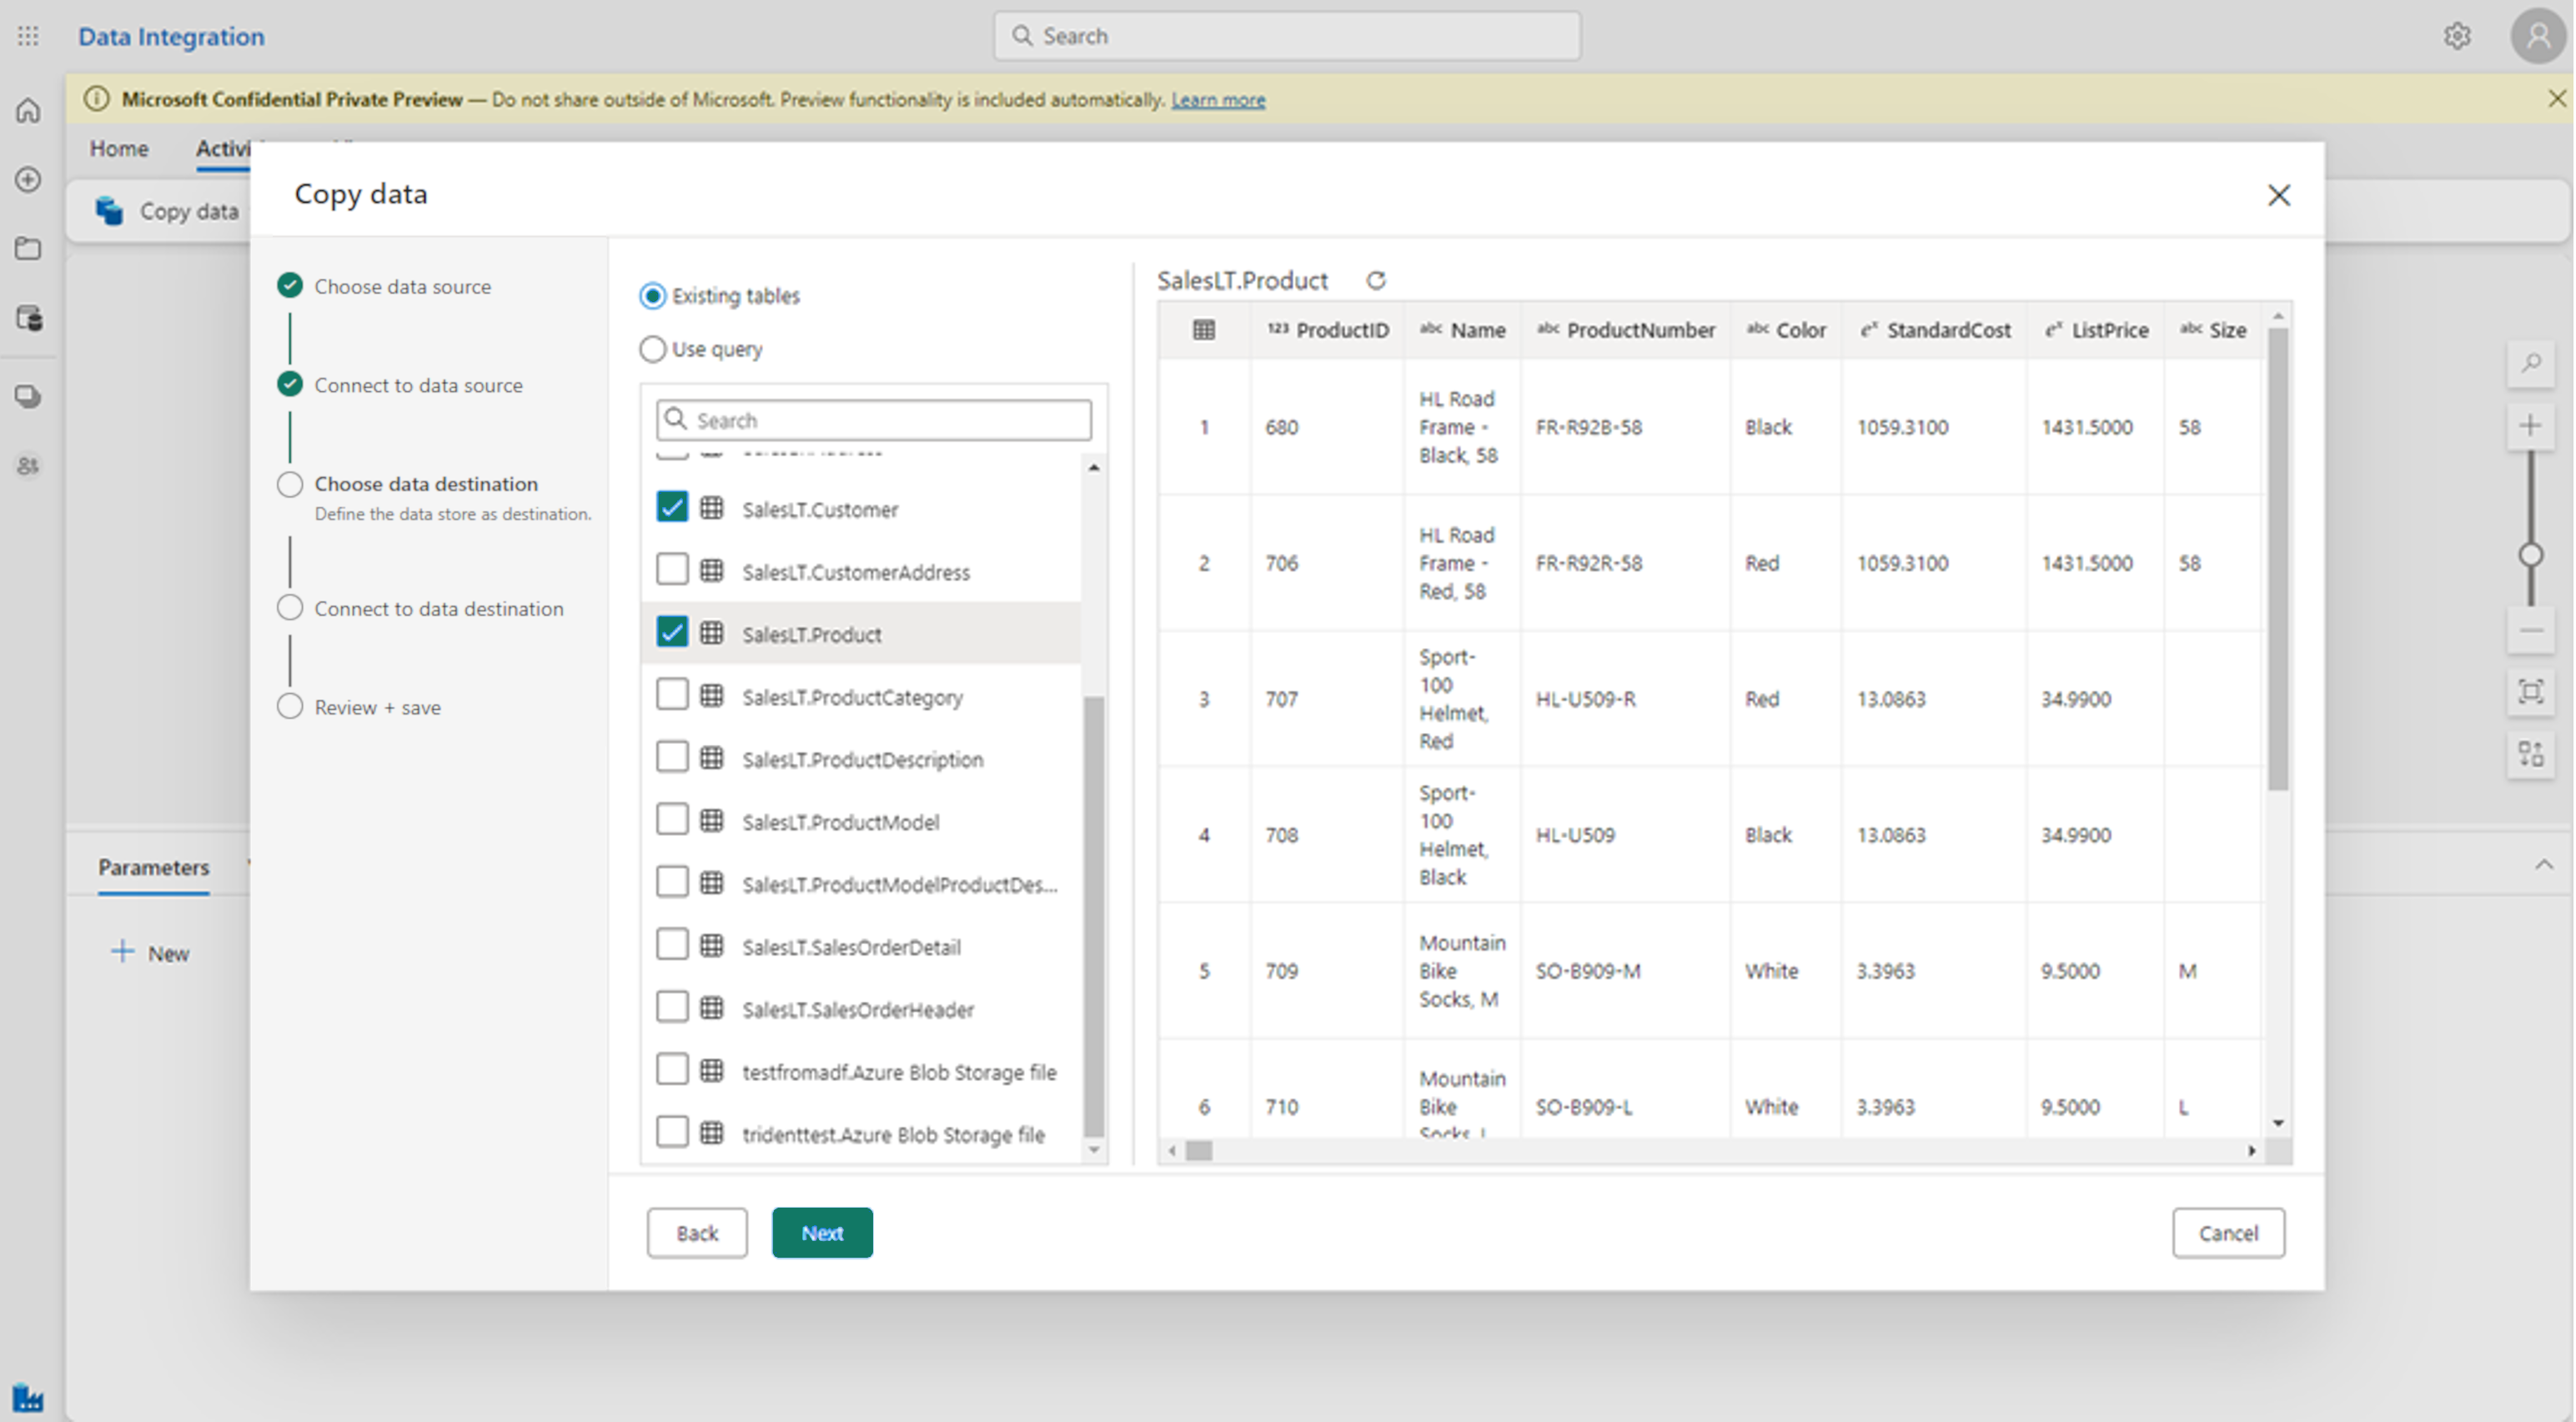 Data Integration
Search
Microsoft Confidential Private Preview — Do not share outside of Microsoft. Preview functionality is included automatically. Learn more
Home
Activi
Copy data
Copy data
Choose data source
Connect to data source
Choose data destination
Define the data store as destination.
Connect to data destination
Review + save
Existing tables
Use query
Search
SalesLT.Customer
SalesLT.CustomerAddress
SalesLT.Product
SalesLT.ProductCategory
SalesLT.ProductDescription
SalesLT.ProductModel
SalesLT.ProductModelProductDes...
SalesLT.SalesOrderDetail
SalesLT.SalesOrderHeader
testfromadf.Azure Blob Storage file
tridenttest.Azure Blob Storage file
SalesLT.Product
123 ProductID abc Name abc ProductNumber abc Color eˣ StandardCost eˣ ListPrice abc Size
HL Road
1 680 Frame - FR-R92B-58 Black 1059.3100 1431.5000 58
Black, 58
HL Road
2 706 Frame - FR-R92R-58 Red 1059.3100 1431.5000 58
Red, 58
Sport-
100
3 707 HL-U509-R Red 13.0863 34.9900
Helmet,
Red
Sport-
100
4 708 HL-U509 Black 13.0863 34.9900
Helmet,
Black
Mountain
5 709 Bike SO-B909-M White 3.3963 9.5000 M
Socks, M
Mountain
6 710 Bike SO-B909-L White 3.3963 9.5000 L
Socks, L
Back
Next
Cancel
Parameters
New